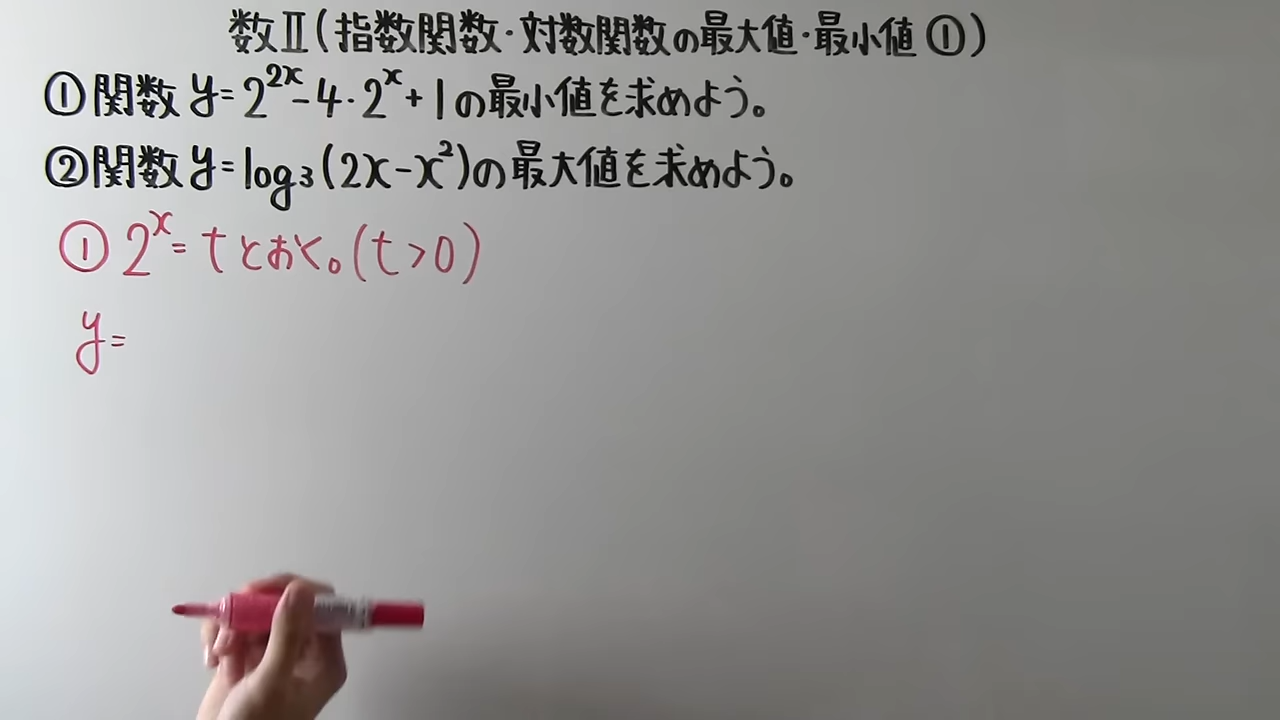 数Ⅱ(指数関数・対数関数の最大値・最小値①)
①関数 y=2^{2x}-4・2^x+1の最小値を求めよう。
②関数 y=log₃(2x-x²)の最大値を求めよう。
① 2^x=tとおく。(t>0)
y=